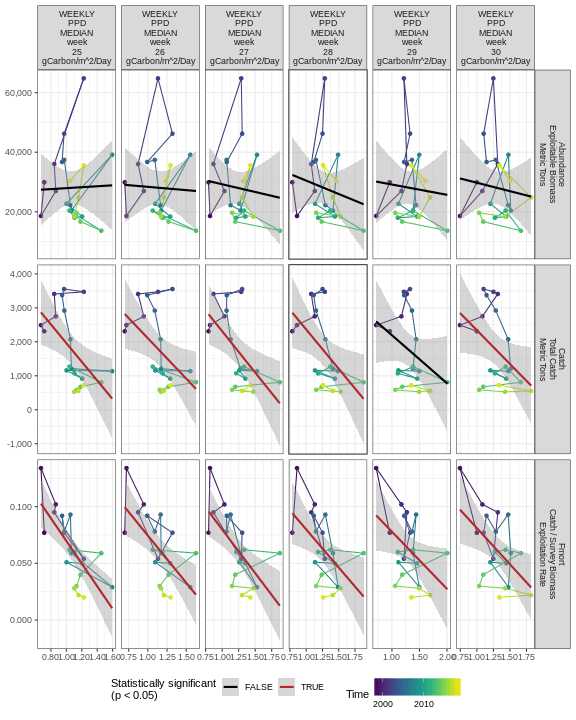 WEEKLY PPD MEDIAN week 25 gCarbon/m^2/Day
WEEKLY PPD MEDIAN week 26 gCarbon/m^2/Day
WEEKLY PPD MEDIAN week 27 gCarbon/m^2/Day
WEEKLY PPD MEDIAN week 28 gCarbon/m^2/Day
WEEKLY PPD MEDIAN week 29 gCarbon/m^2/Day
WEEKLY PPD MEDIAN week 30 gCarbon/m^2/Day
60,000
40,000
20,000
Abundance
Exploitable Biomass
Metric Tons
4,000
3,000
2,000
1,000
0
-1,000
Catch
Total Catch
Metric Tons
0.100
0.050
0.000
Fmort
Catch / Survey Biomass
Exploitation Rate
0.80 1.00 1.20 1.40 1.60
0.75 1.00 1.25 1.50
0.75 1.00 1.25 1.50 1.75
0.75 1.00 1.25 1.50 1.75
1.00 1.50 2.00
0.75 1.00 1.25 1.50 1.75
Statistically significant
(p < 0.05)
FALSE
TRUE
Time
2000 2010